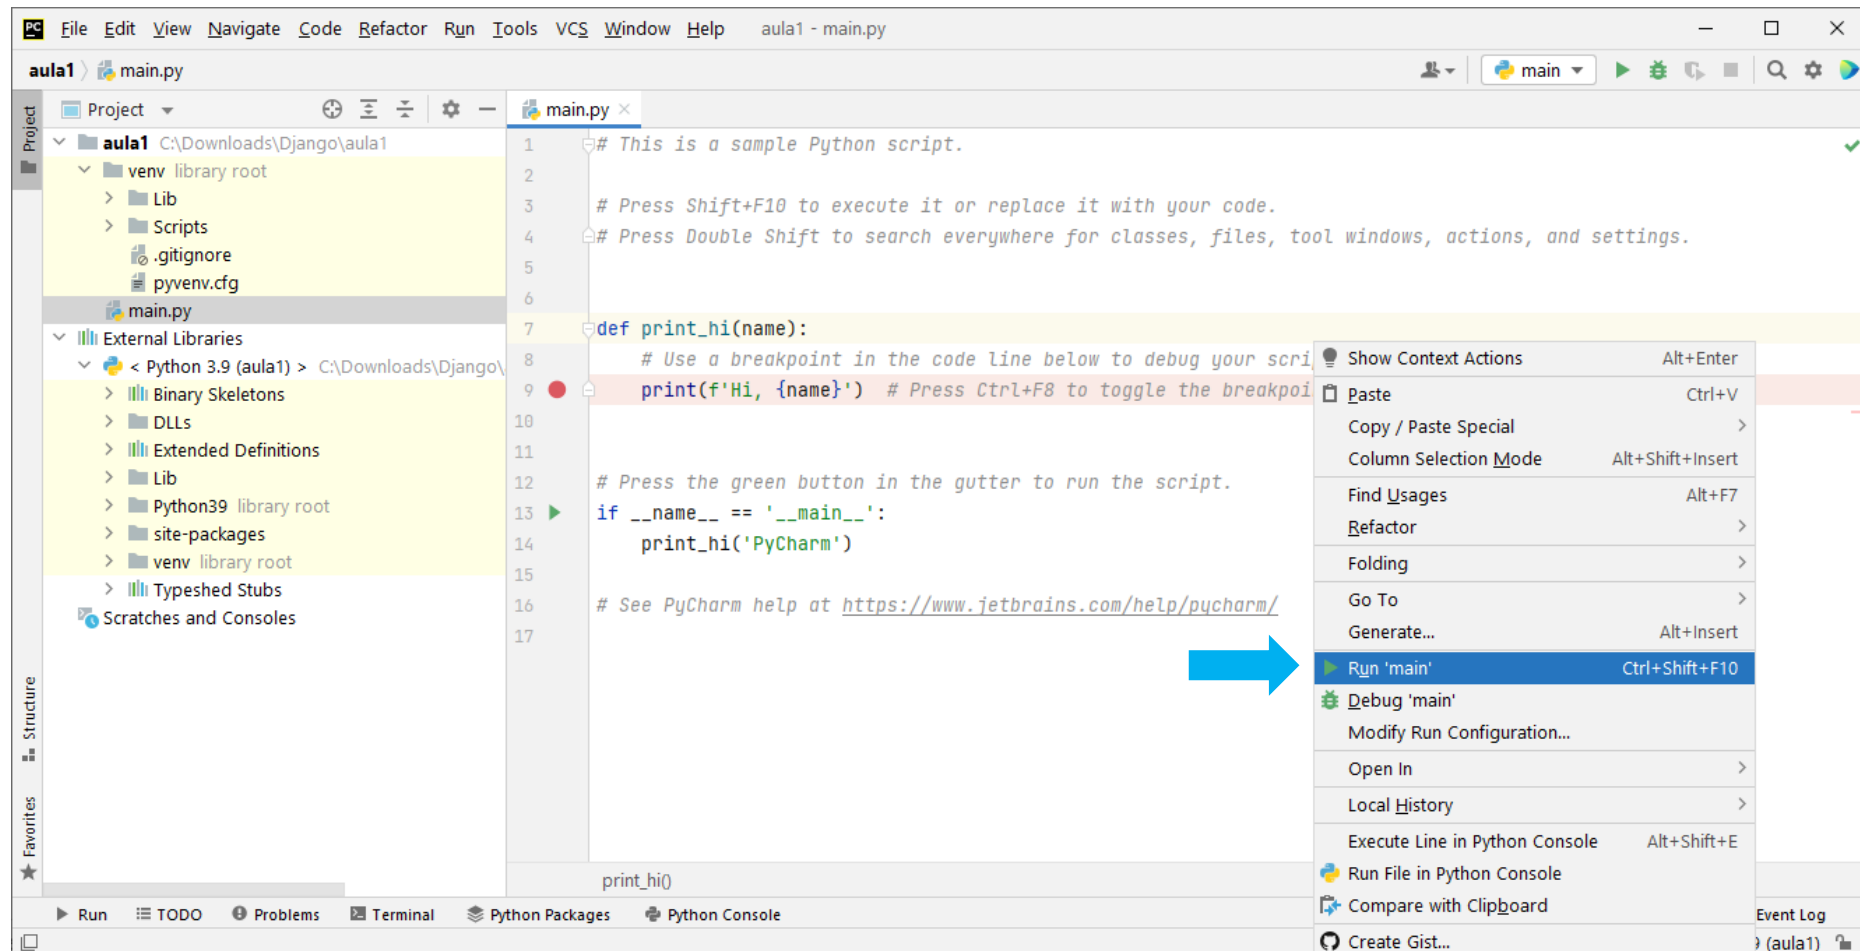 PC File Edit View Navigate Code Refactor Run Tools VCS Window Help aula1 - main.py
aula1 main.py
main
Project
Project
main.py
aula1 C:\Downloads\Django\aula1
venv library root
Lib
Scripts
.gitignore
pyvenv.cfg
main.py
External Libraries
< Python 3.9 (aula1) > C:\Downloads\Django\
Binary Skeletons
DLLs
Extended Definitions
Lib
Python39 library root
site-packages
venv library root
Typeshed Stubs
Scratches and Consoles
Structure
Favorites
1 # This is a sample Python script.
2
3 # Press Shift+F10 to execute it or replace it with your code.
4 # Press Double Shift to search everywhere for classes, files, tool windows, actions, and settings.
5
6
7 def print_hi(name):
8 # Use a breakpoint in the code line below to debug your scri
9 print(f'Hi, {name}') # Press Ctrl+F8 to toggle the breakpoi
10
11
12 # Press the green button in the gutter to run the script.
13 if __name__ == '__main__':
14 print_hi('PyCharm')
15
16 # See PyCharm help at https://www.jetbrains.com/help/pycharm/
17
print_hi()
Show Context Actions Alt+Enter
Paste Ctrl+V
Copy / Paste Special
Column Selection Mode Alt+Shift+Insert
Find Usages Alt+F7
Refactor
Folding
Go To
Generate... Alt+Insert
Run 'main' Ctrl+Shift+F10
Debug 'main'
Modify Run Configuration...
Open In
Local History
Execute Line in Python Console Alt+Shift+E
Run File in Python Console
Compare with Clipboard
Create Gist...
Run TODO Problems Terminal Python Packages Python Console Event Log
9 (aula1)